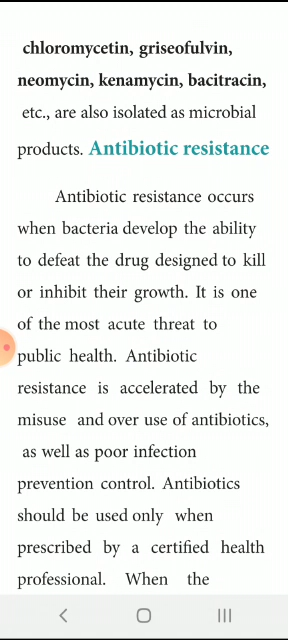 chloromycetin, griseofulvin,
neomycin, kenamycin, bacitracin,
etc., are also isolated as microbial
products. Antibiotic resistance
Antibiotic resistance occurs
when bacteria develop the ability
to defeat the drug designed to kill
or inhibit their growth. It is one
of the most acute threat to
public health. Antibiotic
resistance is accelerated by the
misuse and over use of antibiotics,
as well as poor infection
prevention control. Antibiotics
should be used only when
prescribed by a certified health
professional. When the